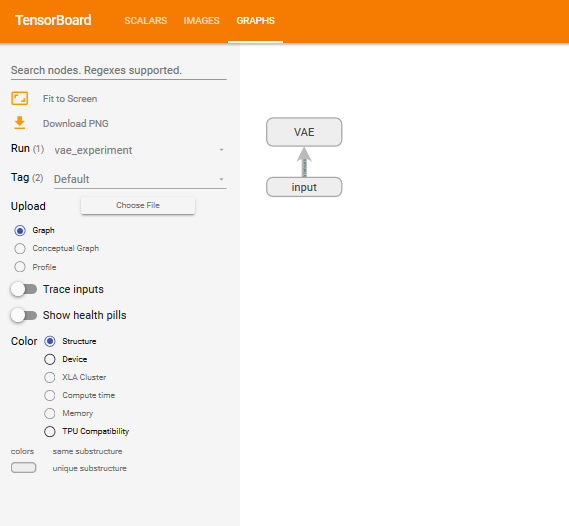 TensorBoard SCALARS IMAGES GRAPHS
Search nodes. Regexes supported.
Fit to Screen
Download PNG
Run (1) vae_experiment
Tag (2) Default
Upload Choose File
Graph
Conceptual Graph
Profile
Trace inputs
Show health pills
Color Structure
Device
XLA Cluster
Compute time
Memory
TPU Compatibility
colors same substructure
unique substructure
VAE
input